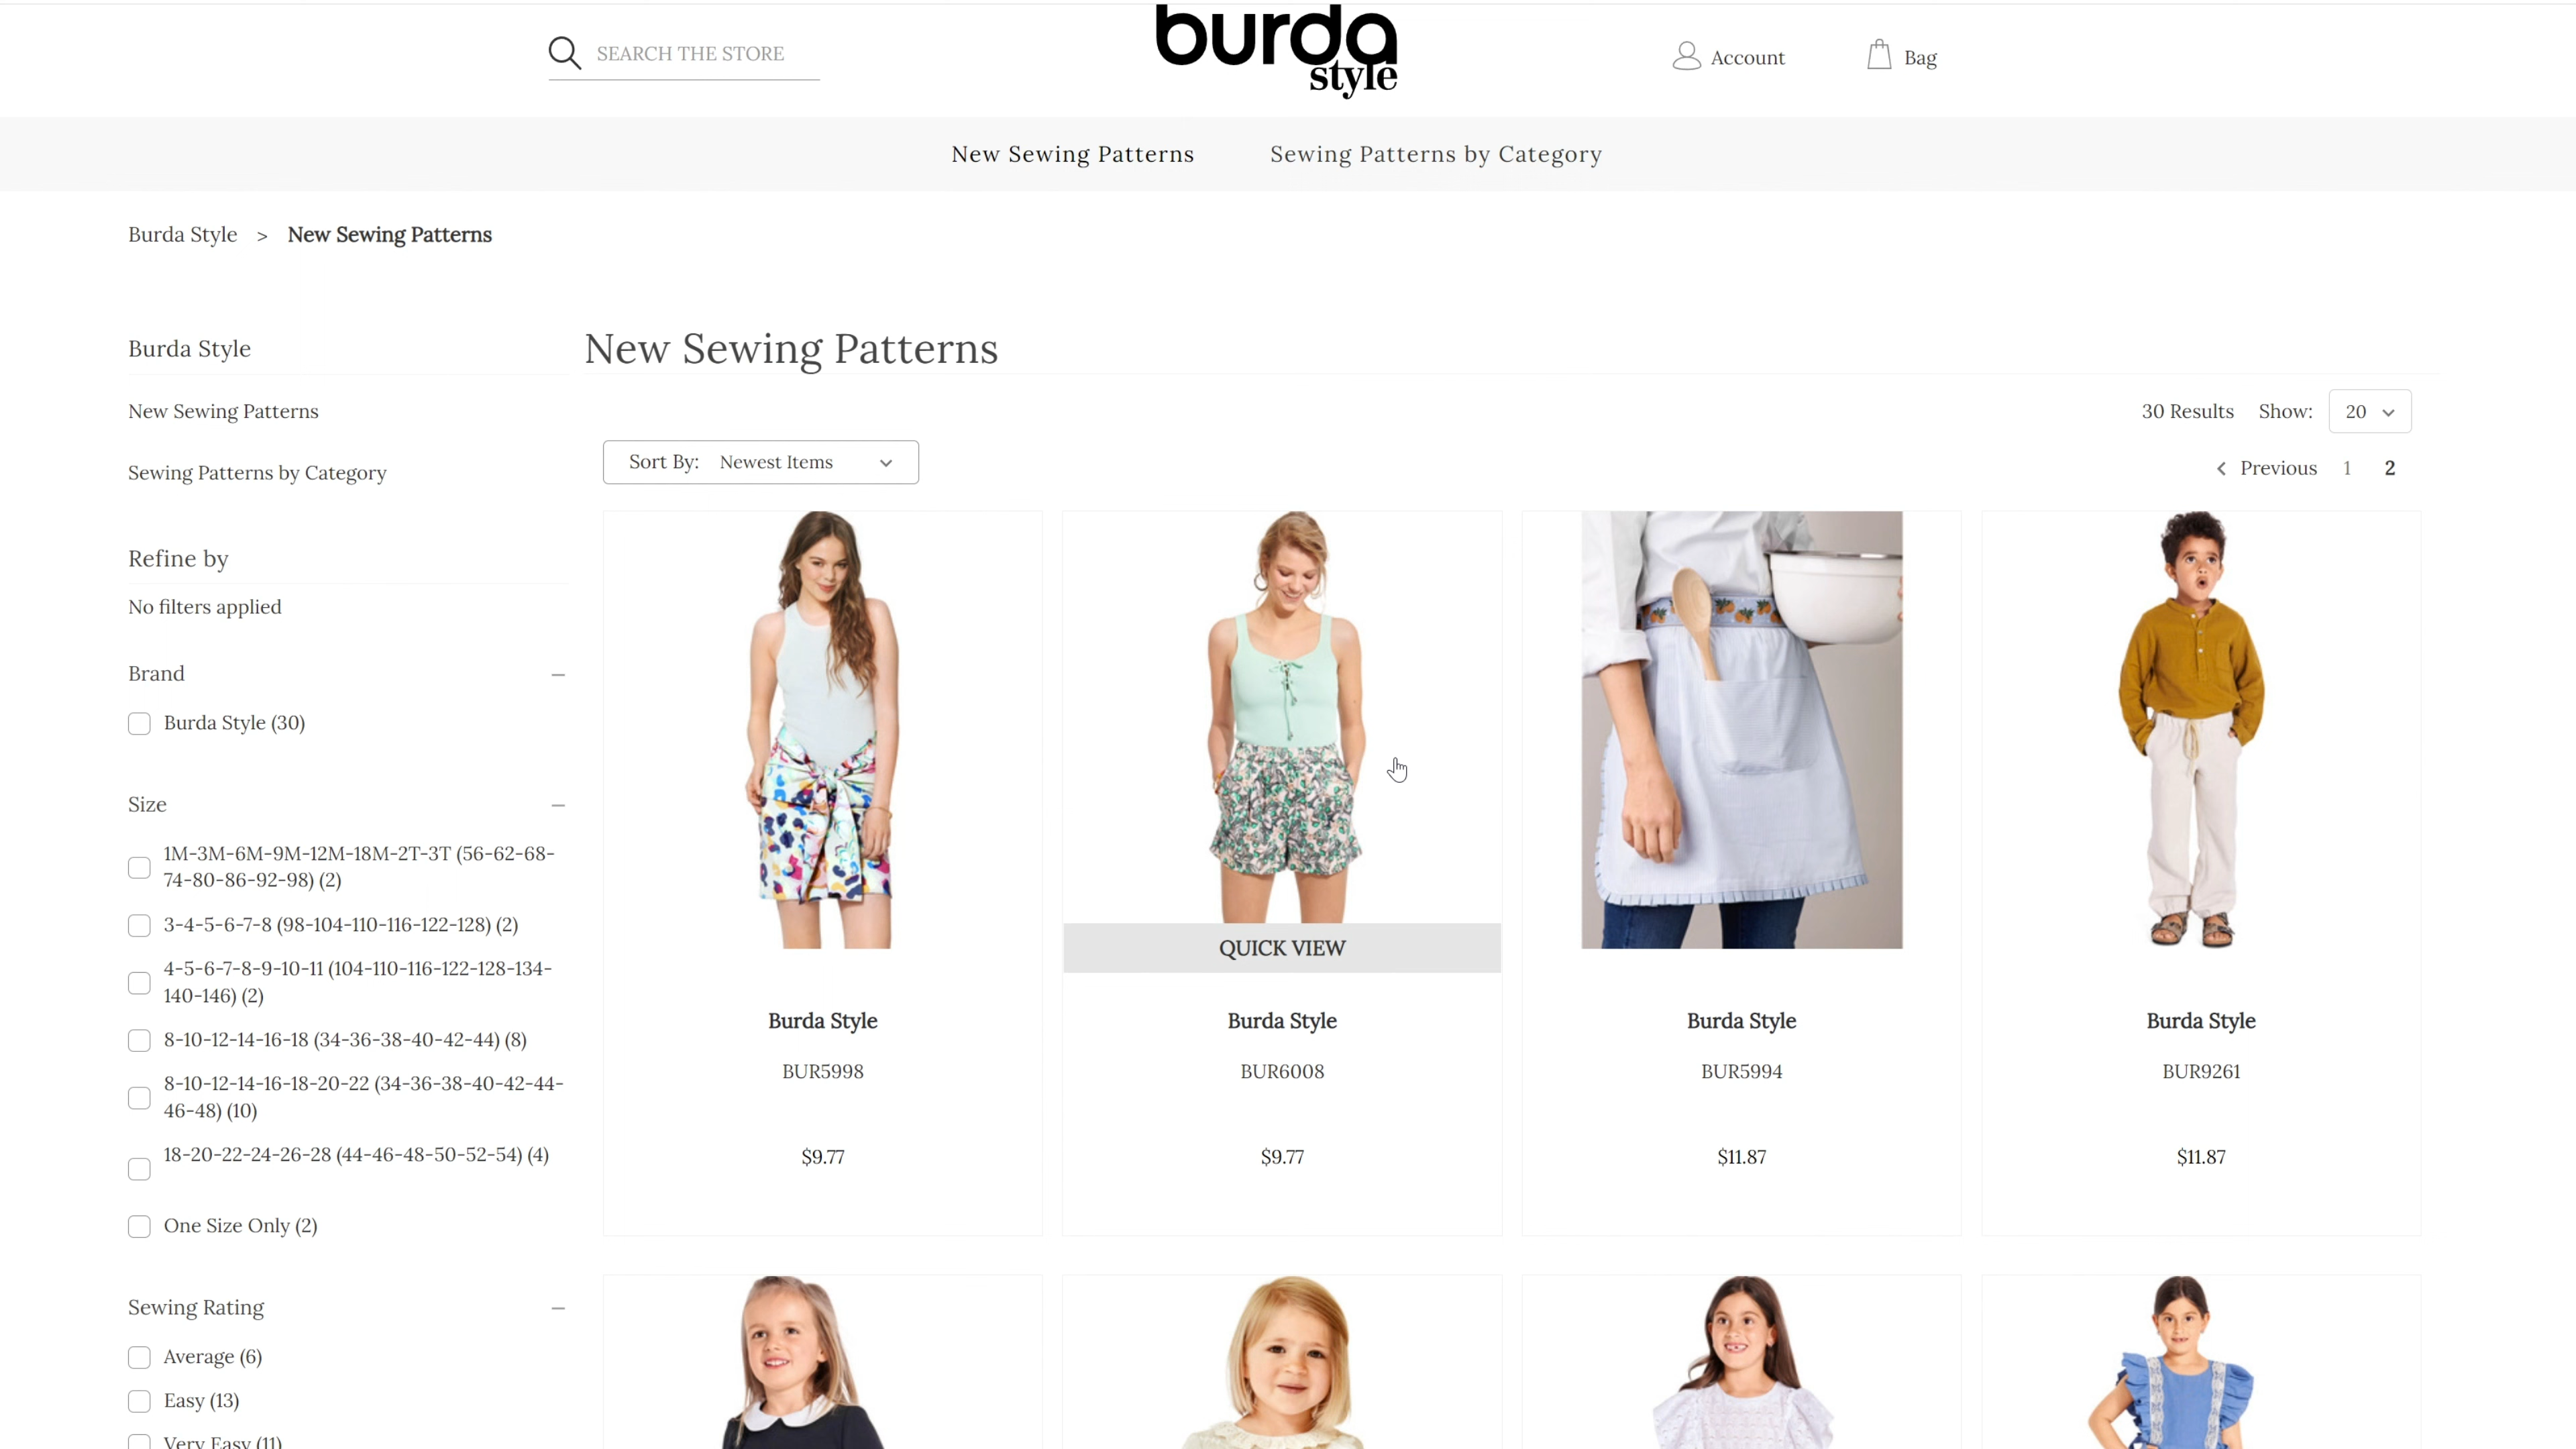 SEARCH THE STORE
burda
style
Account
Bag
New Sewing Patterns
Sewing Patterns by Category
Burda Style > New Sewing Patterns
Burda Style
New Sewing Patterns
Sewing Patterns by Category
Refine by
No filters applied
Brand
Burda Style (30)
Size
1M-3M-6M-9M-12M-18M-2T-3T (56-62-68-
74-80-86-92-98) (2)
3-4-5-6-7-8 (98-104-110-116-122-128) (2)
4-5-6-7-8-9-10-11 (104-110-116-122-128-134-
140-146) (2)
8-10-12-14-16-18 (34-36-38-40-42-44) (8)
8-10-12-14-16-18-20-22 (34-36-38-40-42-44-
46-48) (10)
18-20-22-24-26-28 (44-46-48-50-52-54) (4)
One Size Only (2)
Sewing Rating
Average (6)
Easy (13)
Very Easy (11)
New Sewing Patterns
30 Results Show: 20
Sort By: Newest Items
Previous 1 2
QUICK VIEW
Burda Style
BUR5998
$9.77
Burda Style
BUR6008
$9.77
Burda Style
BUR5994
$11.87
Burda Style
BUR9261
$11.87